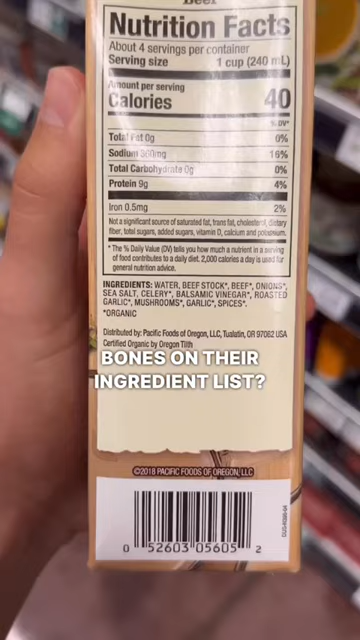 Beef
Nutrition Facts
About 4 servings per container
Serving size 1 cup (240 mL)
Amount per serving
Calories 40
% DV*
Total Fat 0g 0%
Sodium 360mg 16%
Total Carbohydrate 0g 0%
Protein 9g 4%
Iron 0.5mg 2%
Not a significant source of saturated fat, trans fat, cholesterol, dietary
fiber, total sugars, added sugars, vitamin D, calcium and potassium.
* The % Daily Value (DV) tells you how much a nutrient in a serving
of food contributes to a daily diet. 2,000 calories a day is used for
general nutrition advice.
INGREDIENTS: WATER, BEEF STOCK*, BEEF*, ONIONS*,
SEA SALT, CELERY*, BALSAMIC VINEGAR*, ROASTED
GARLIC*, MUSHROOMS*, GARLIC*, SPICES*.
*ORGANIC
Distributed by: Pacific Foods of Oregon, LLC, Tualatin, OR 97062 USA
Certified Organic by Oregon Tilth
BONES ON THEIR
INGREDIENT LIST?
©2018 PACIFIC FOODS OF OREGON, LLC
0 52603 05605 2